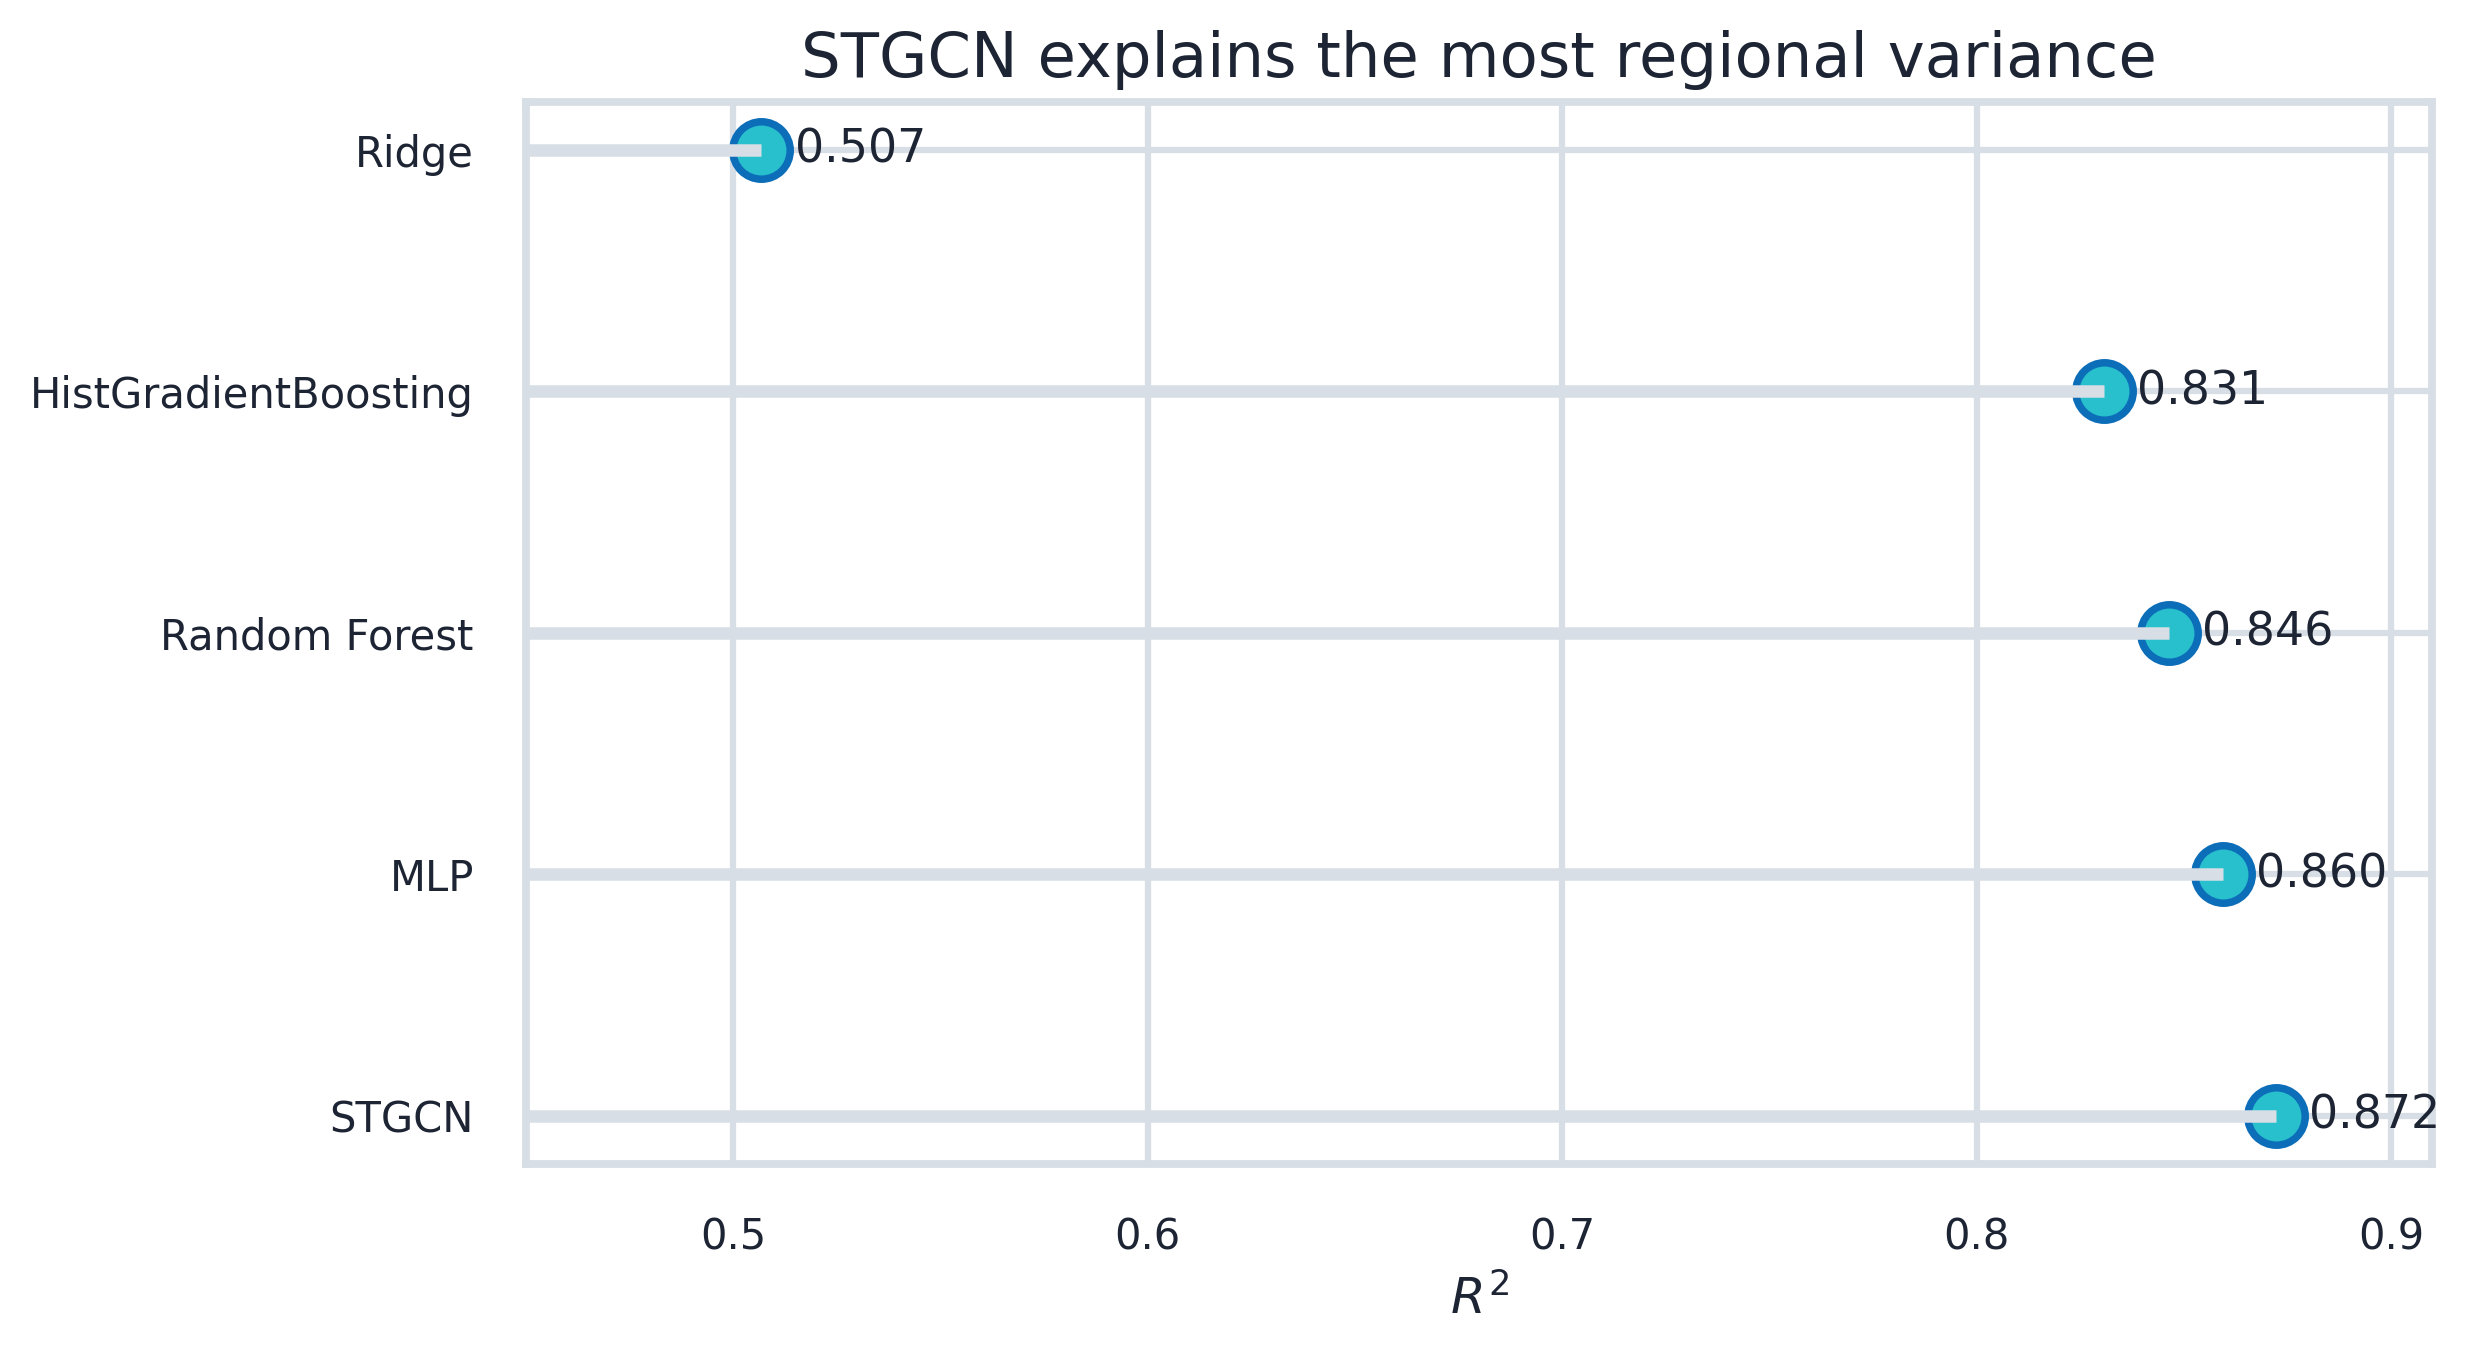 STGCN explains the most regional variance
Ridge 0.507
HistGradientBoosting 0.831
Random Forest 0.846
MLP 0.860
STGCN 0.872
0.5 0.6 0.7 0.8 0.9
R²